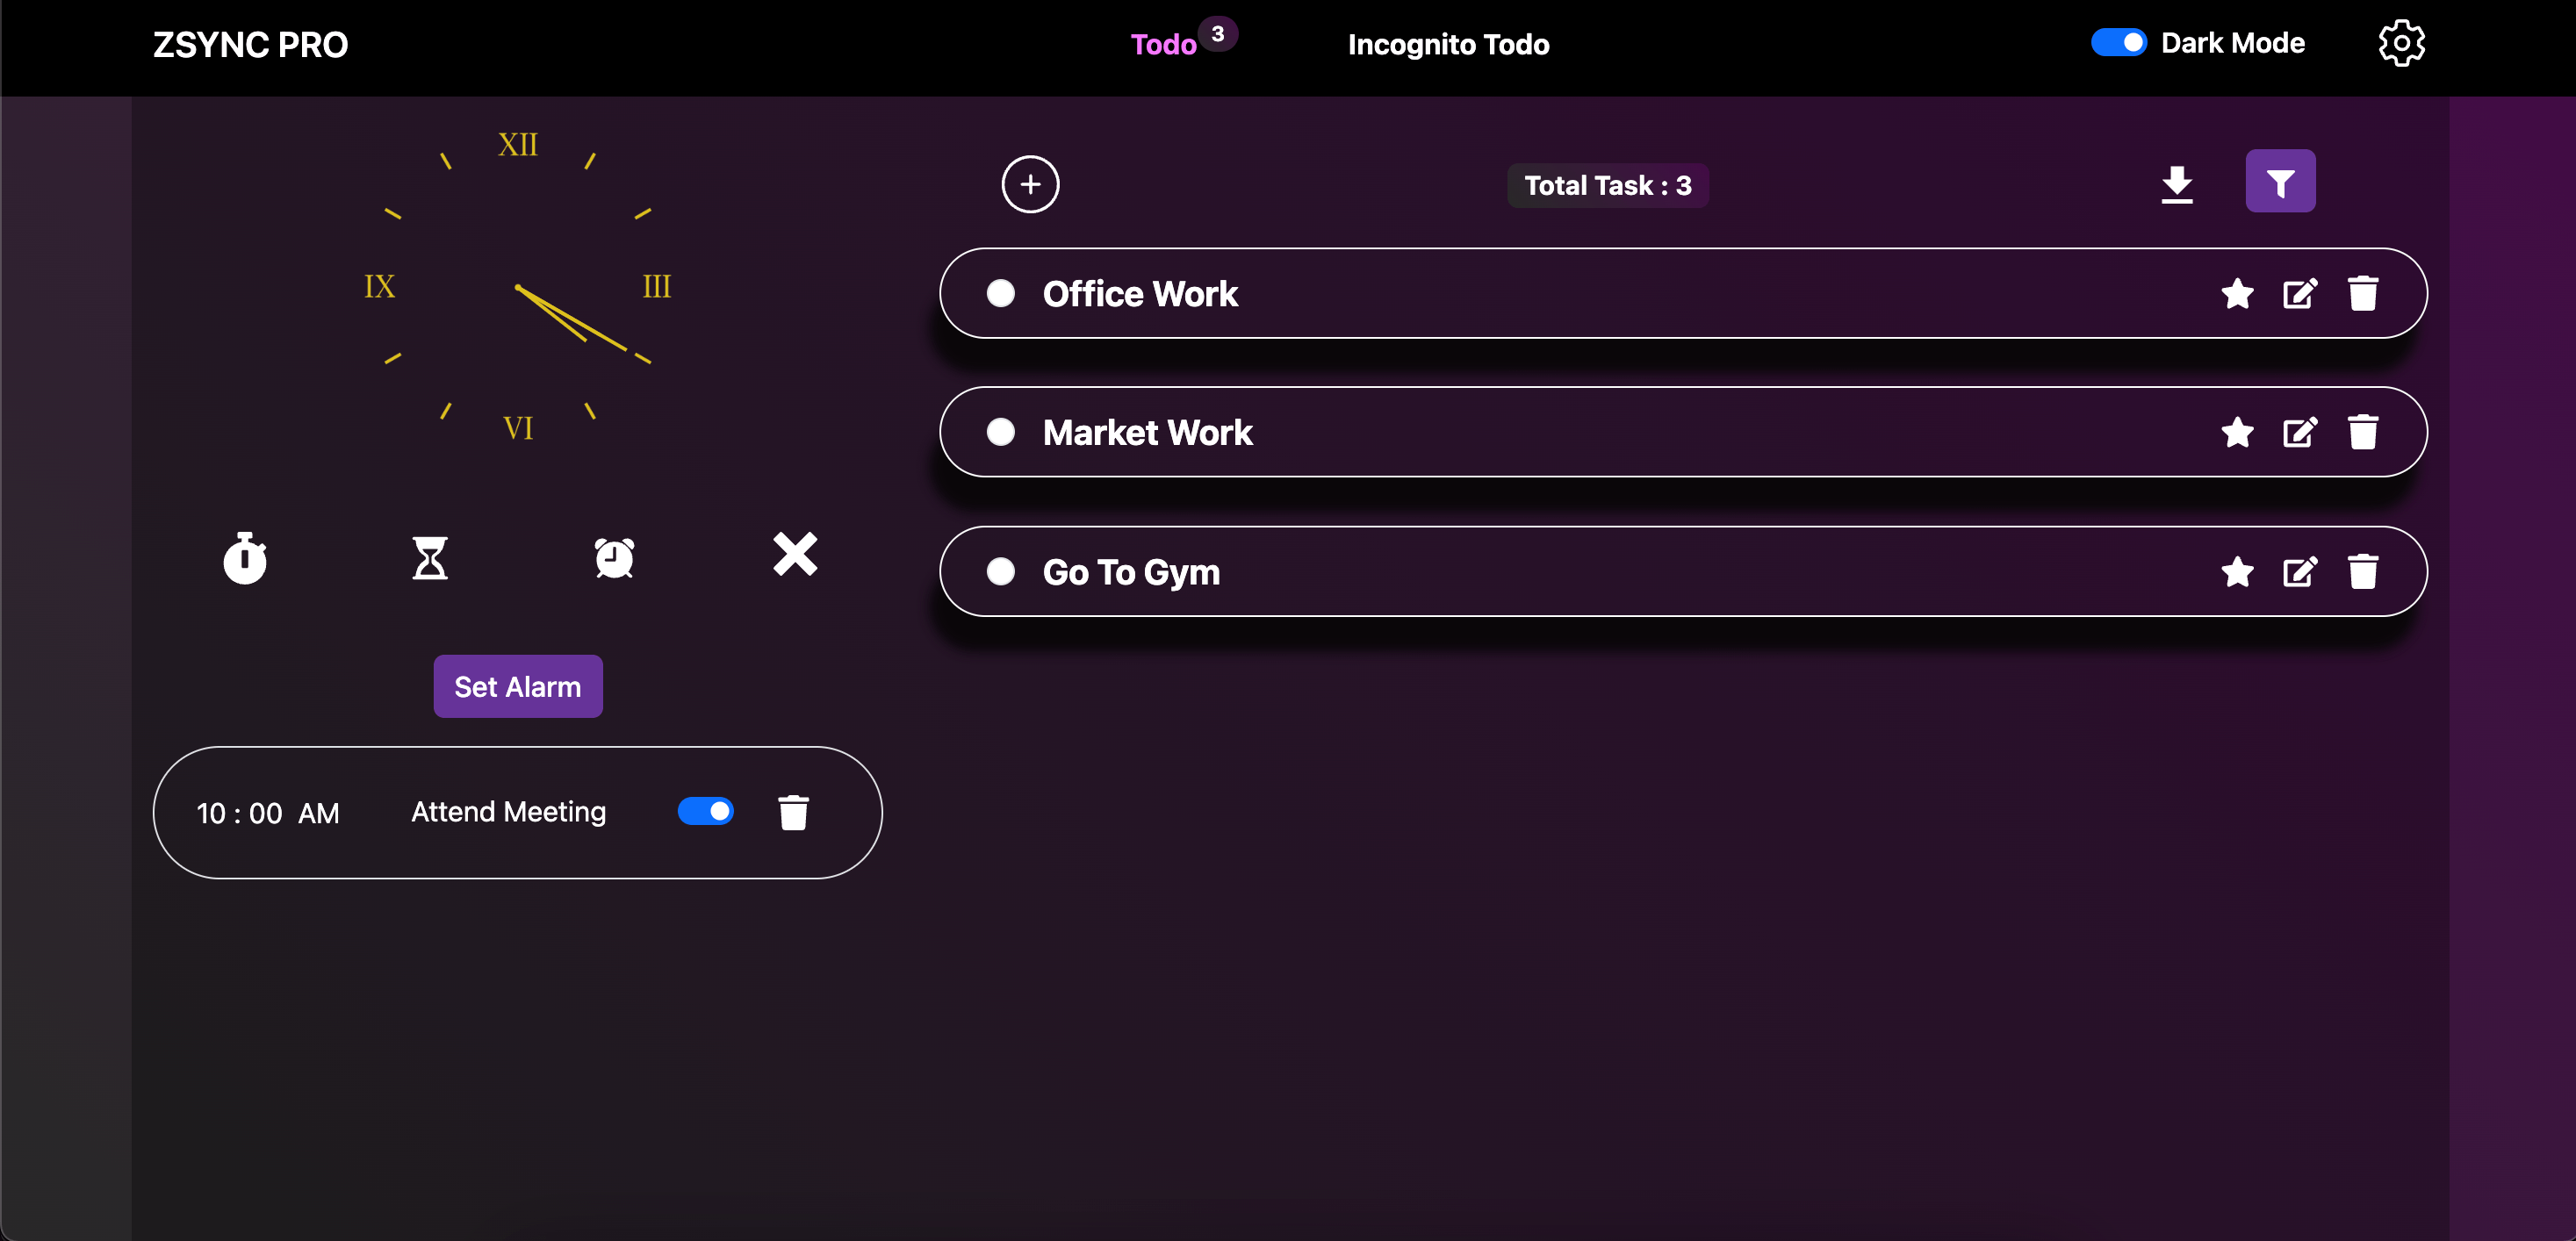 ZSYNC PRO
Todo 3
Incognito Todo
Dark Mode
XII
IX
III
VI
Total Task : 3
Office Work
Market Work
Go To Gym
Set Alarm
10 : 00 AM
Attend Meeting